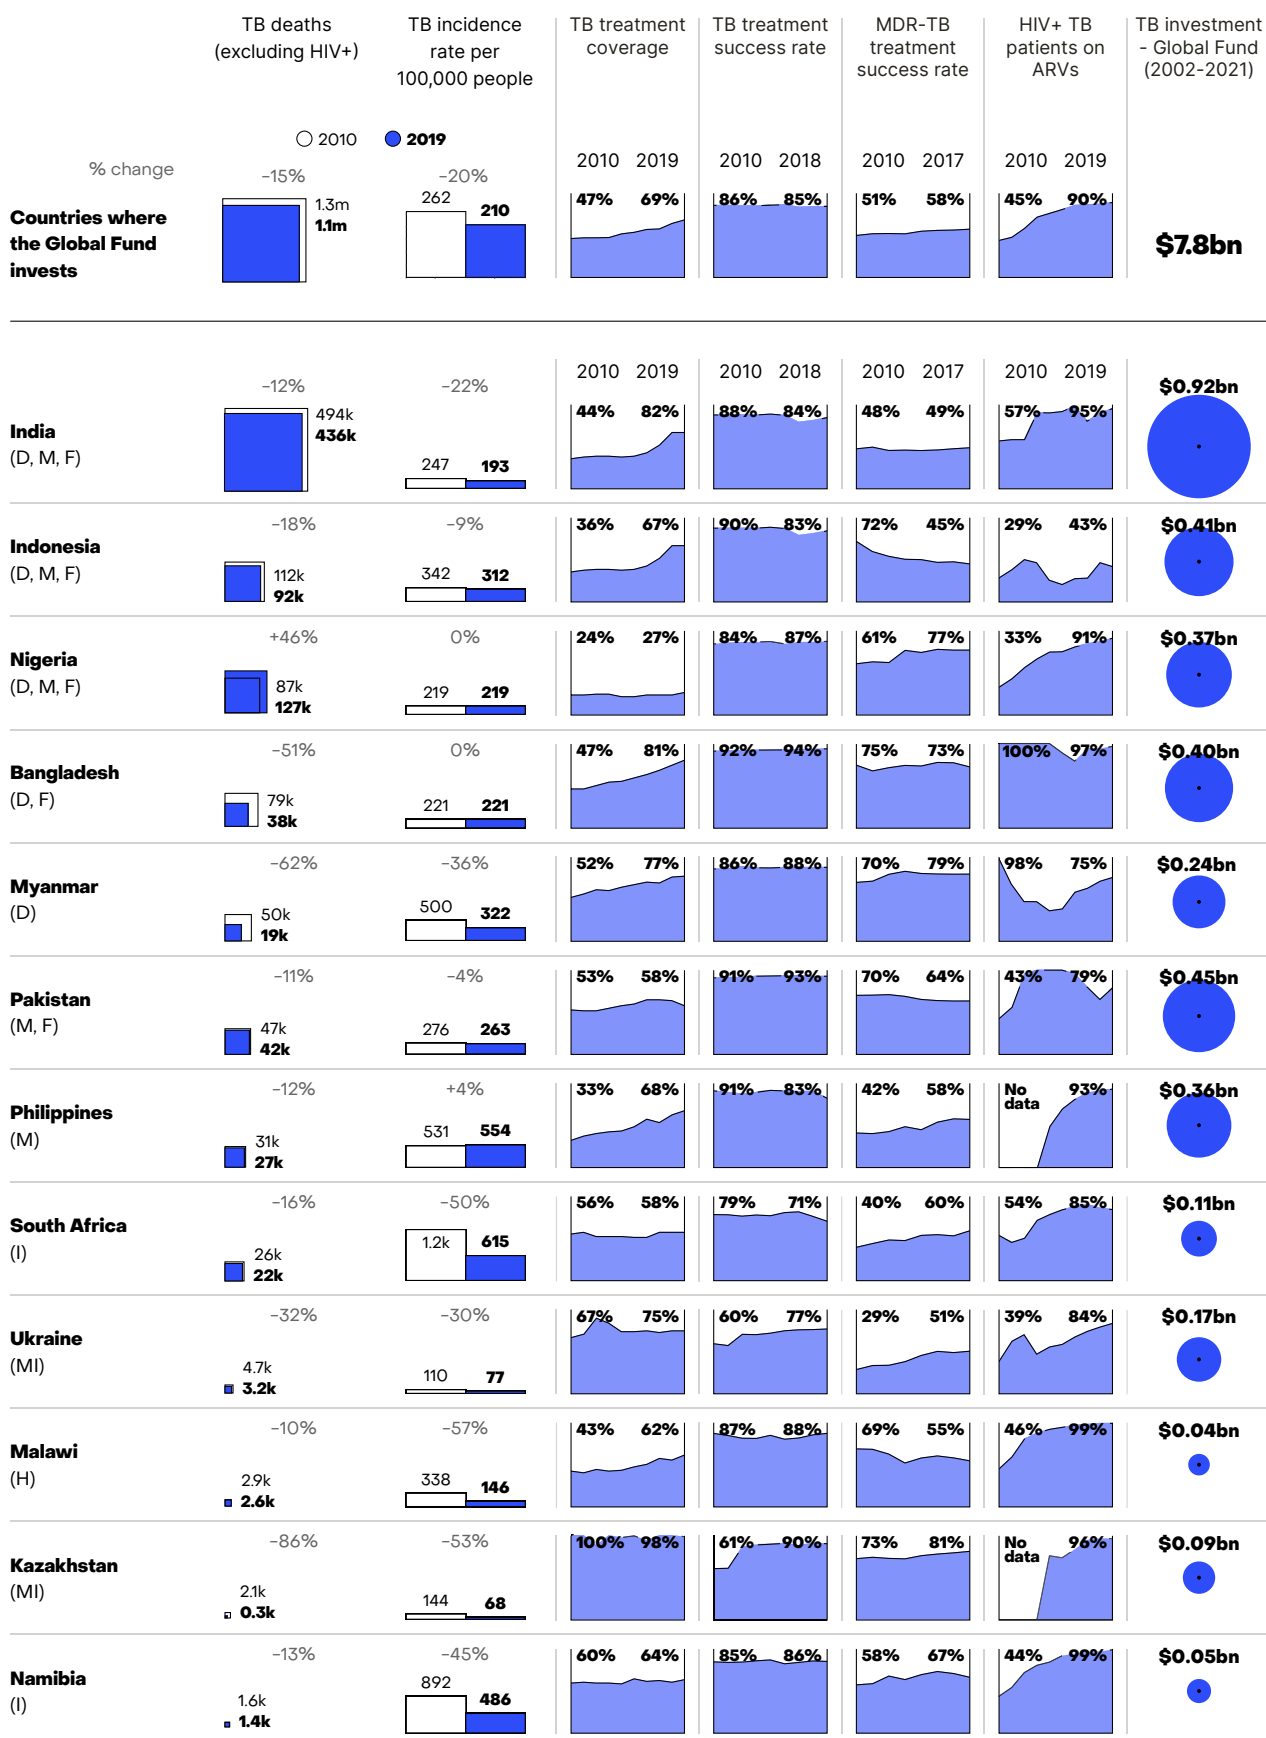 TB deaths
(excluding HIV+)
TB incidence
rate per
100,000 people
TB treatment
coverage
TB treatment
success rate
MDR-TB
treatment
success rate
HIV+ TB
patients on
ARVs
TB investment
- Global Fund
(2002-2021)
2010 2019
% change
-15% -20%
2010 2019 2010 2018 2010 2017 2010 2019
Countries where
the Global Fund
invests
1.3m
1.1m
262 210
47% 69% 86% 85% 51% 58% 45% 90%
$7.8bn
2010 2019 2010 2018 2010 2017 2010 2019
India
(D, M, F)
-12% -22%
494k
436k
247 193
44% 82% 88% 84% 48% 49% 57% 95%
$0.92bn
Indonesia
(D, M, F)
-18% -9%
112k
92k
342 312
36% 67% 90% 83% 72% 45% 29% 43%
$0.41bn
Nigeria
(D, M, F)
+46% 0%
87k
127k
219 219
24% 27% 84% 87% 61% 77% 33% 91%
$0.37bn
Bangladesh
(D, F)
-51% 0%
79k
38k
221 221
47% 81% 92% 94% 75% 73% 100% 97%
$0.40bn
Myanmar
(D)
-62% -36%
50k
19k
500 322
52% 77% 86% 88% 70% 79% 98% 75%
$0.24bn
Pakistan
(M, F)
-11% -4%
47k
42k
276 263
53% 58% 91% 93% 70% 64% 43% 79%
$0.45bn
Philippines
(M)
-12% +4%
31k
27k
531 554
33% 68% 91% 83% 42% 58% No data 93%
$0.36bn
South Africa
(I)
-16% -50%
26k
22k
1.2k 615
56% 58% 79% 71% 40% 60% 54% 85%
$0.11bn
Ukraine
(MI)
-32% -30%
4.7k
3.2k
110 77
67% 75% 60% 77% 29% 51% 39% 84%
$0.17bn
Malawi
(H)
-10% -57%
2.9k
2.6k
338 146
43% 62% 87% 88% 69% 55% 46% 99%
$0.04bn
Kazakhstan
(MI)
-86% -53%
2.1k
0.3k
144 68
100% 98% 61% 90% 73% 81% No data 96%
$0.09bn
Namibia
(I)
-13% -45%
1.6k
1.4k
892 486
60% 64% 85% 86% 58% 67% 44% 99%
$0.05bn